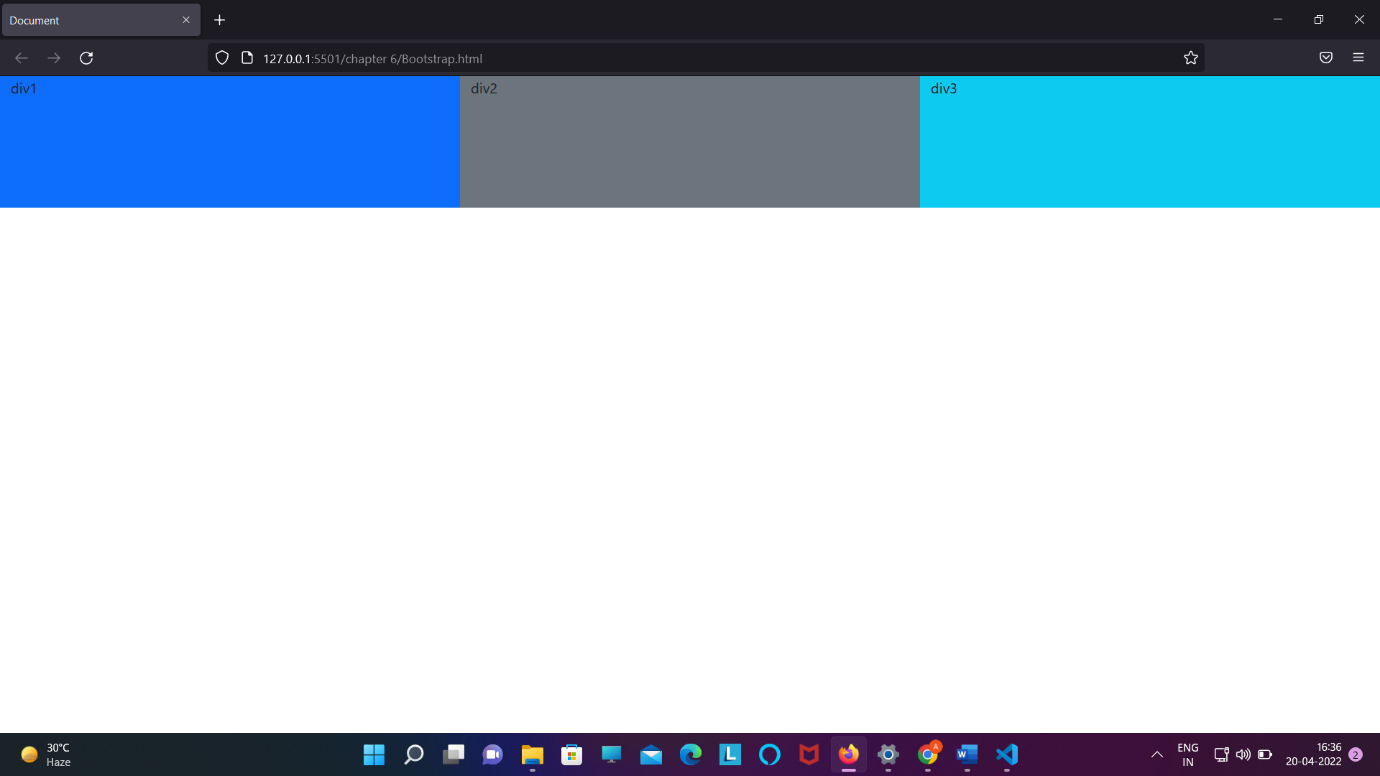 Document
127.0.0.1:5501/chapter 6/Bootstrap.html
div1
div2
div3
30°C
Haze
L
A
W
ENG
IN
16:36
20-04-2022
2